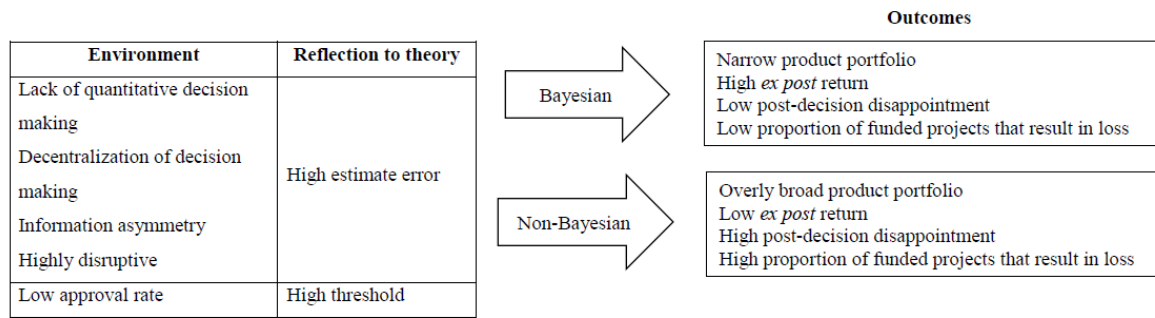 Outcomes
Environment
Reflection to theory
Lack of quantitative decision
making
Decentralization of decision
making
Information asymmetry
Highly disruptive
High estimate error
Low approval rate
High threshold
Bayesian
Narrow product portfolio
High ex post return
Low post-decision disappointment
Low proportion of funded projects that result in loss
Non-Bayesian
Overly broad product portfolio
Low ex post return
High post-decision disappointment
High proportion of funded projects that result in loss